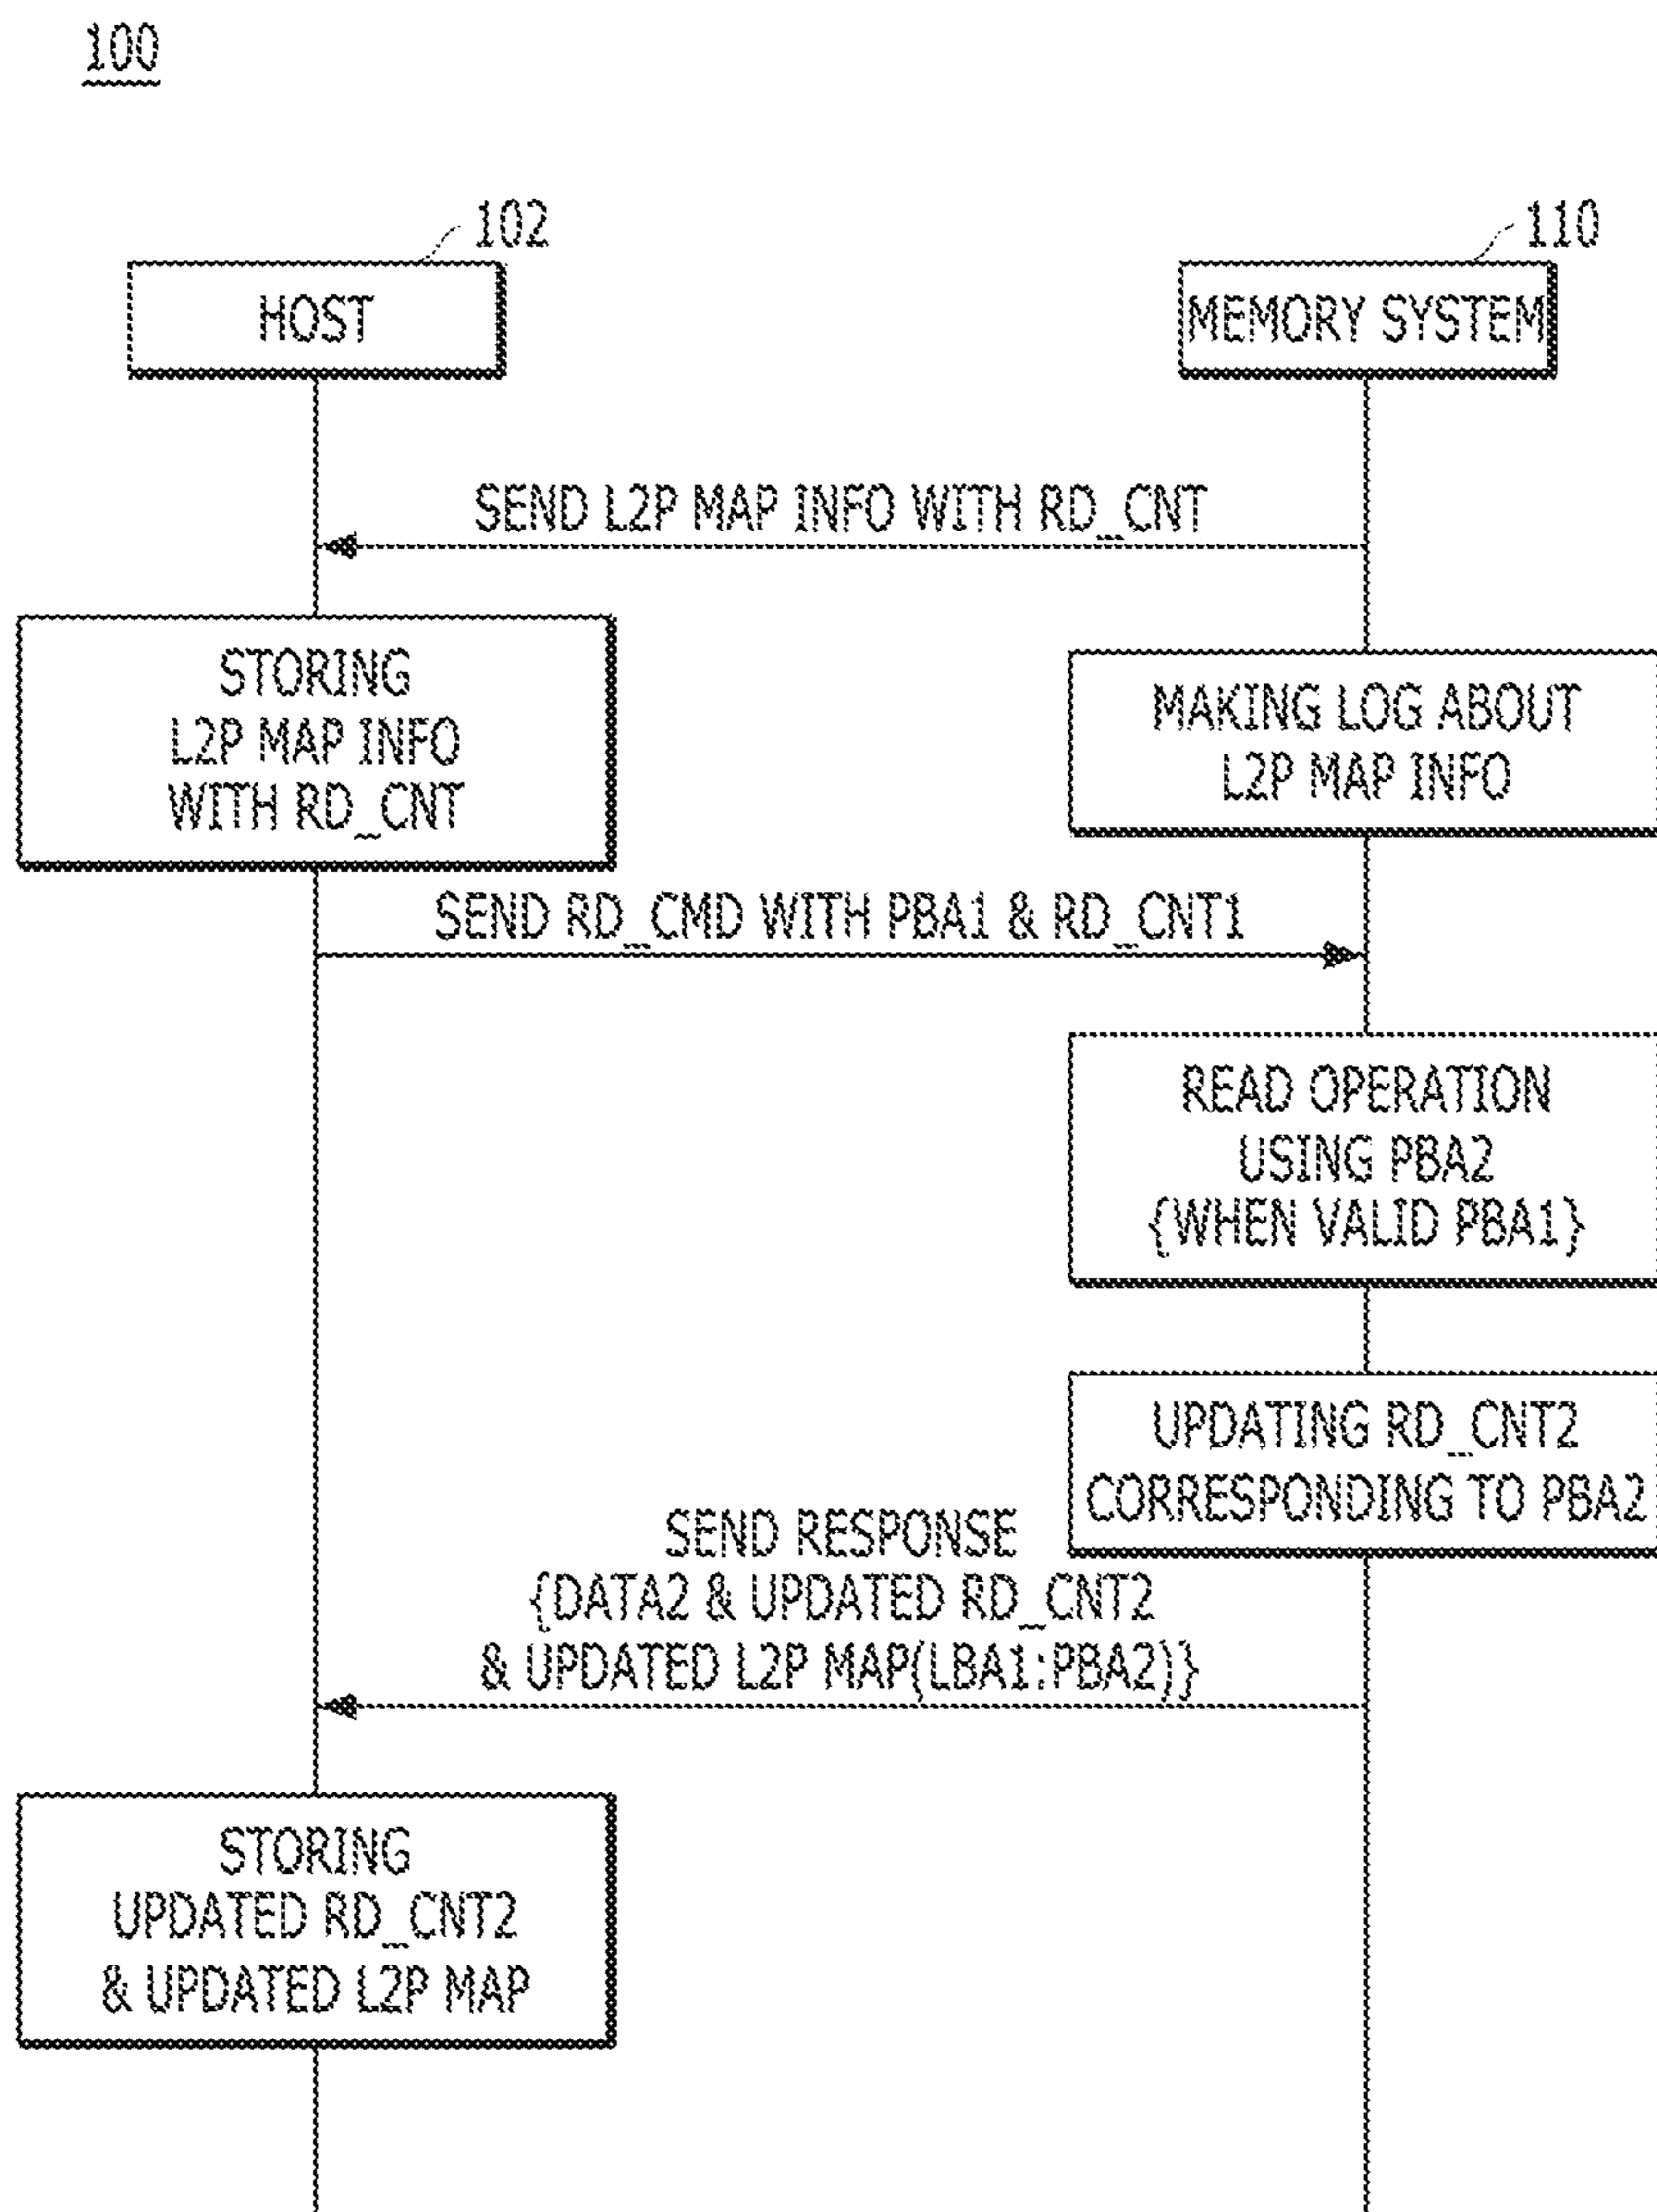 100
102
110
HOST
MEMORY SYSTEM
SEND L2P MAP INFO WITH RD_CNT
STORING
L2P MAP INFO
WITH RD_CNT
MAKING LOG ABOUT
L2P MAP INFO
SEND RD_CMD WITH PBA1 & RD_CNT1
READ OPERATION
USING PBA2
{WHEN VALID PBA1}
UPDATING RD_CNT2
CORRESPONDING TO PBA2
SEND RESPONSE
{DATA2 & UPDATED RD_CNT2
& UPDATED L2P MAP(LBA1:PBA2)}
STORING
UPDATED RD_CNT2
& UPDATED L2P MAP